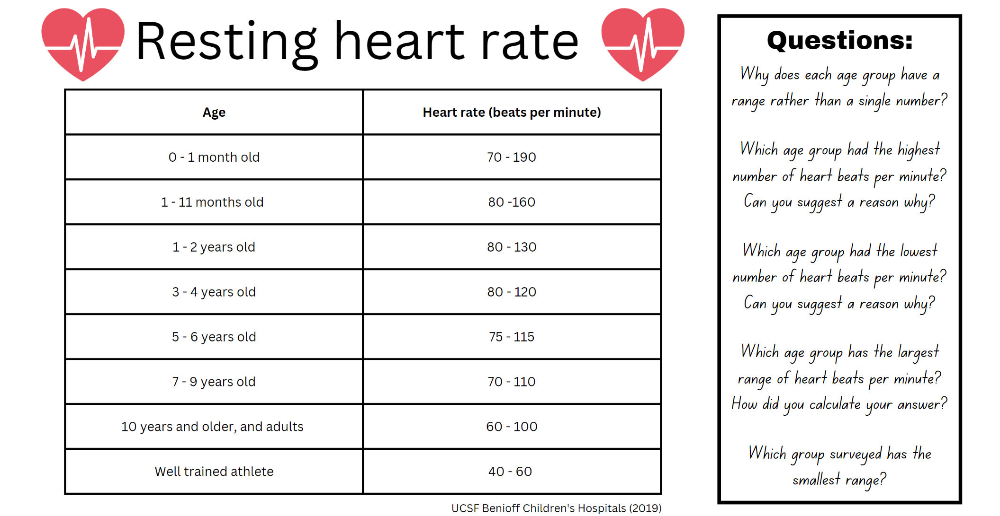 Resting heart rate
Age Heart rate (beats per minute)
0 - 1 month old 70 - 190
1 - 11 months old 80 -160
1 - 2 years old 80 - 130
3 - 4 years old 80 - 120
5 - 6 years old 75 - 115
7 - 9 years old 70 - 110
10 years and older, and adults 60 - 100
Well trained athlete 40 - 60
UCSF Benioff Children's Hospitals (2019)
Questions:
Why does each age group have a
range rather than a single number?
Which age group had the highest
number of heart beats per minute?
Can you suggest a reason why?
Which age group had the lowest
number of heart beats per minute?
Can you suggest a reason why?
Which age group has the largest
range of heart beats per minute?
How did you calculate your answer?
Which group surveyed has the
smallest range?